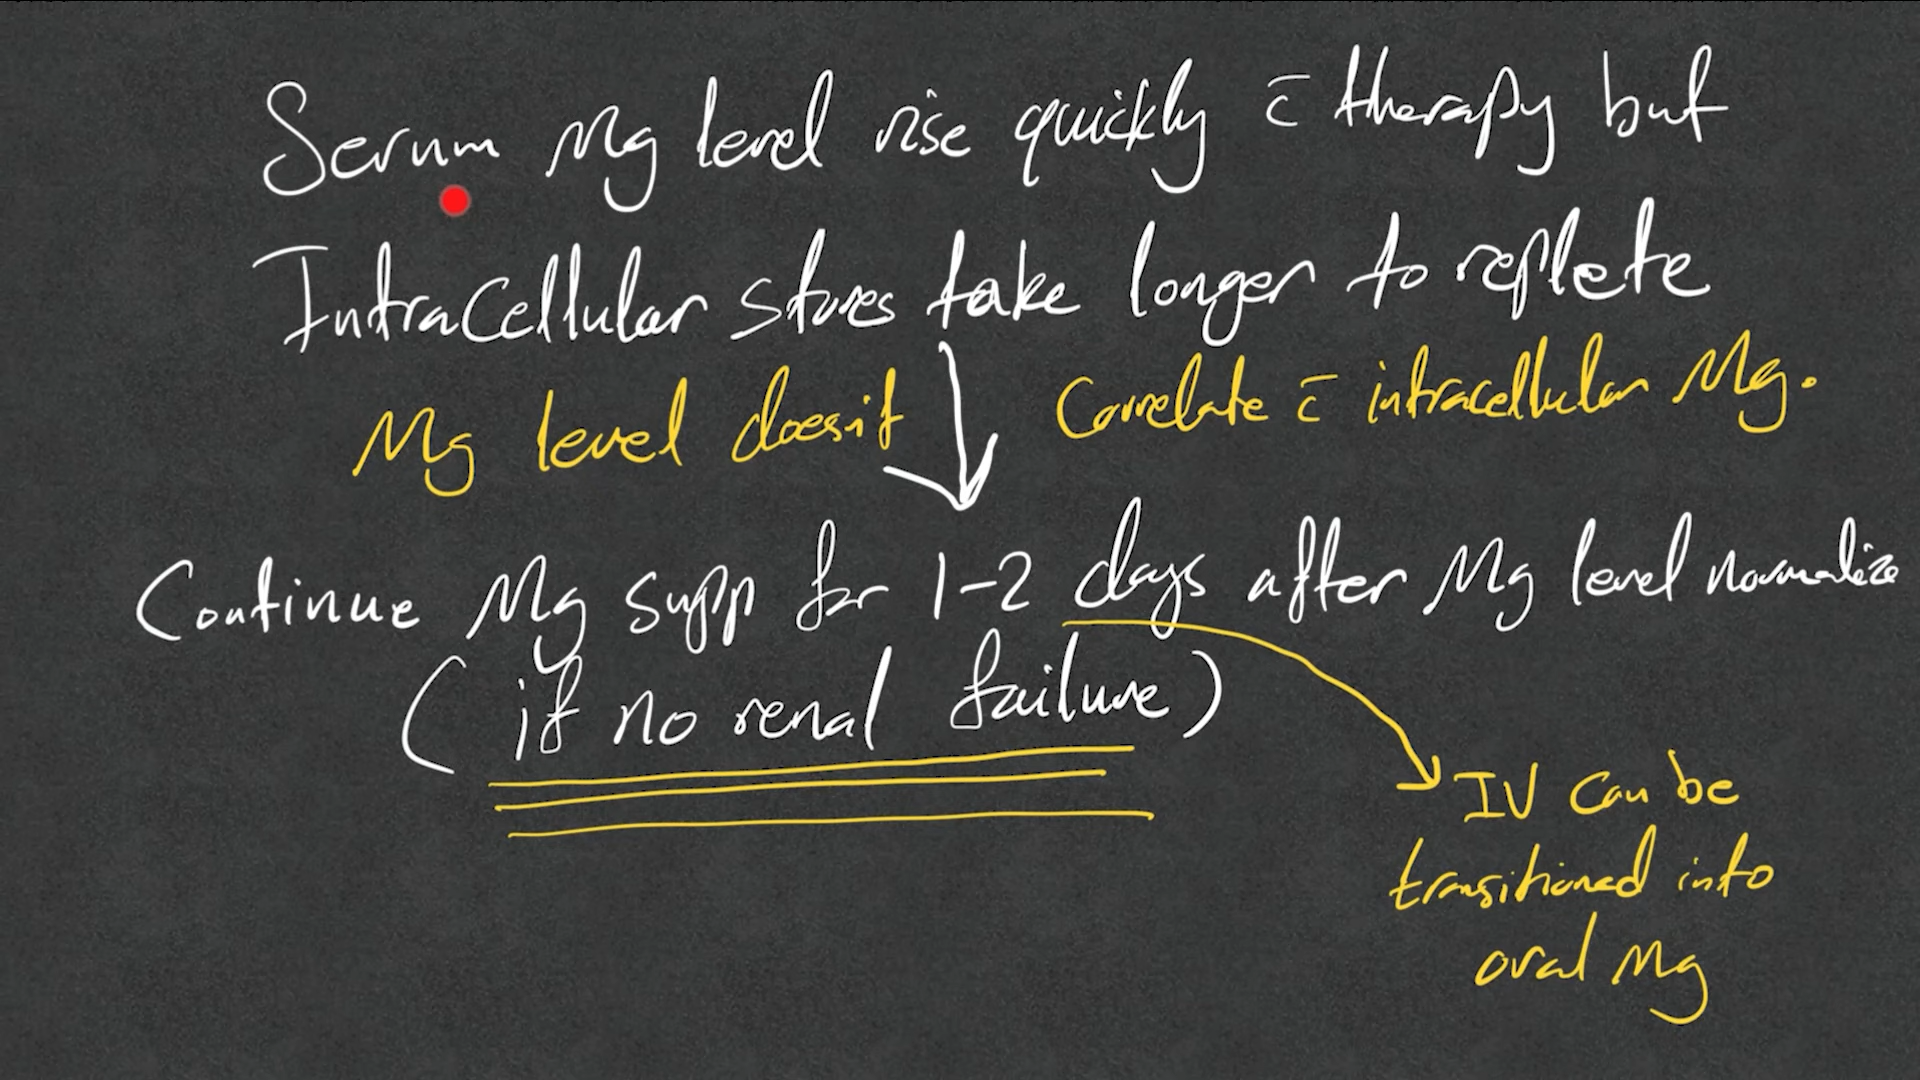 Serum Mg level rise quickly c̄ therapy but
Intracellular stores take longer to replete
Mg level doesn't correlate c̄ intracellular Mg.
Continue Mg supp for 1-2 days after Mg level normalize
(if no renal failure)
IV can be
transitioned into
oral Mg